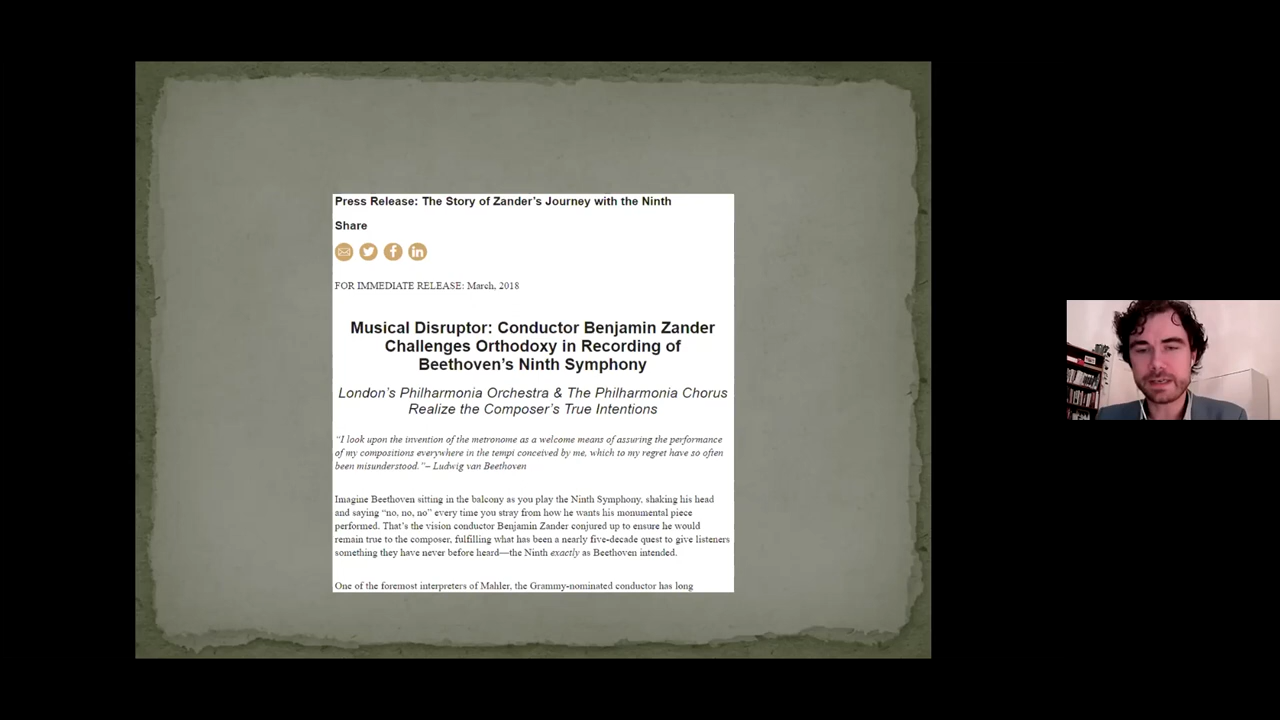 Press Release: The Story of Zander's Journey with the Ninth
Share
FOR IMMEDIATE RELEASE: March, 2018
Musical Disruptor: Conductor Benjamin Zander
Challenges Orthodoxy in Recording of
Beethoven's Ninth Symphony
London's Philharmonia Orchestra & The Philharmonia Chorus
Realize the Composer's True Intentions
"I look upon the invention of the metronome as a welcome means of assuring the performance
of my compositions everywhere in the tempi conceived by me, which to my regret have so often
been misunderstood."– Ludwig van Beethoven
Imagine Beethoven sitting in the balcony as you play the Ninth Symphony, shaking his head
and saying "no, no, no" every time you stray from how he wants his monumental piece
performed. That's the vision conductor Benjamin Zander conjured up to ensure he would
remain true to the composer, fulfilling what has been a nearly five-decade quest to give listeners
something they have never before heard—the Ninth exactly as Beethoven intended.
One of the foremost interpreters of Mahler, the Grammy-nominated conductor has long